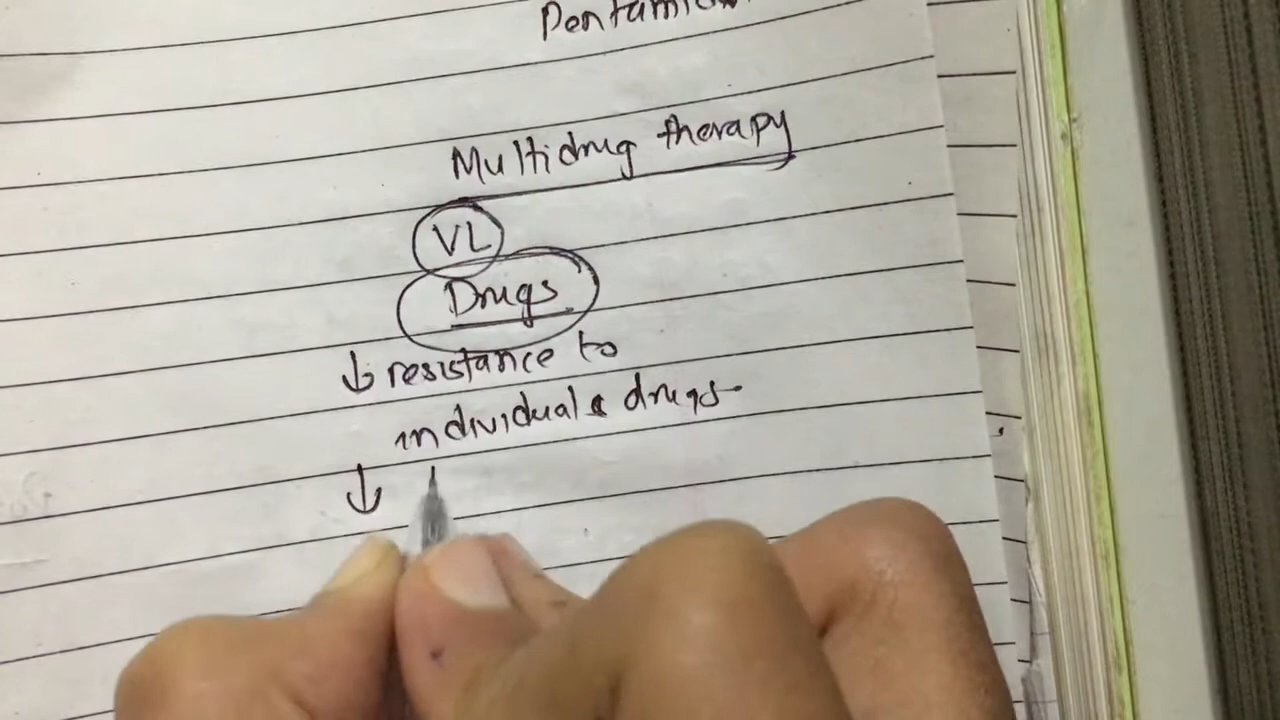 Multidrug therapy
VL
Drugs
↓ resistance to
individual drugs
↓